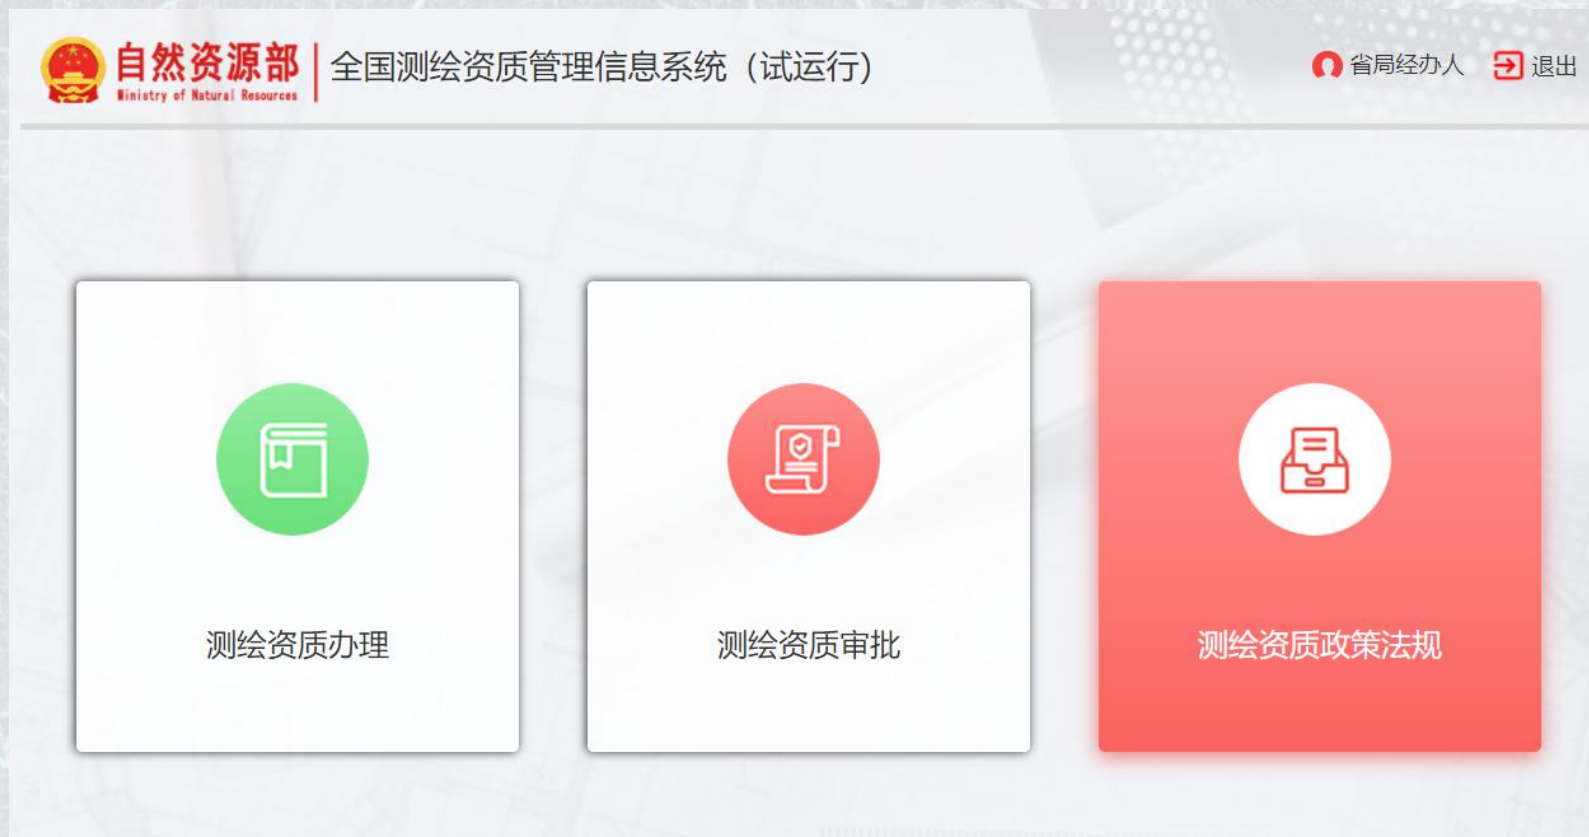 自然资源部
Ministry of Natural Resources
全国测绘资质管理信息系统（试运行）
省局经办人
退出
测绘资质办理
测绘资质审批
测绘资质政策法规